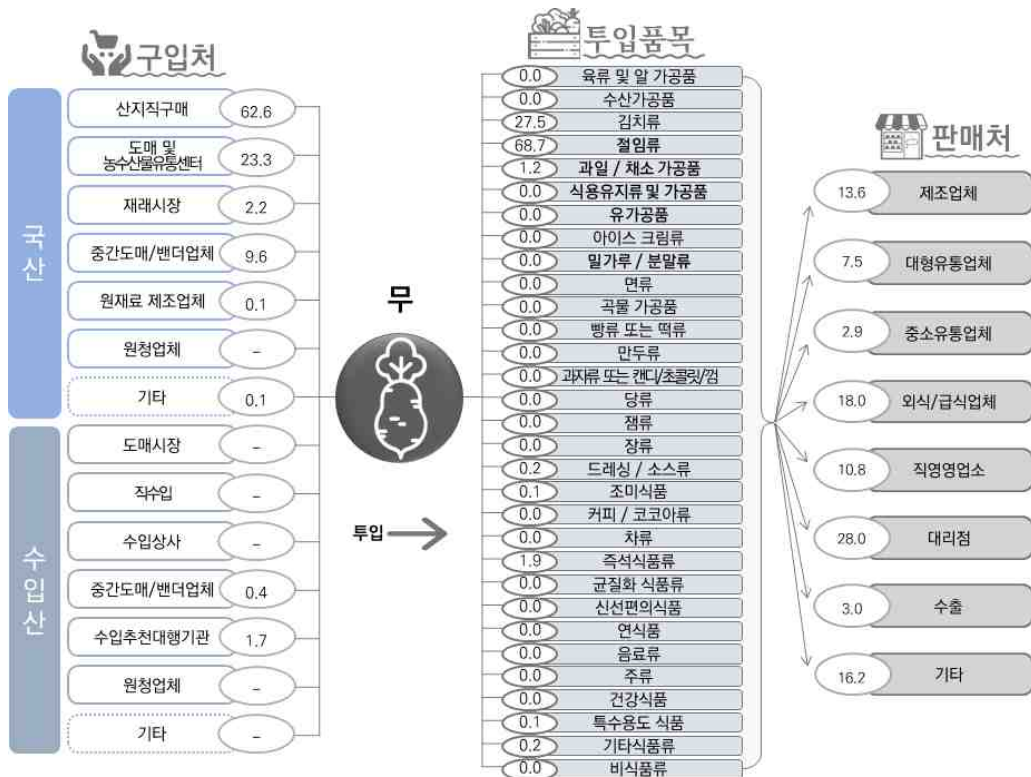 구입처
국산
산지직구매 62.6
도매 및
농수산물유통센터 23.3
재래시장 2.2
중간도매/밴더업체 9.6
원재료 제조업체 0.1
원청업체 –
기타 0.1
수입산
도매시장 –
직수입 –
수입상사 –
중간도매/밴더업체 0.4
수입추천대행기관 1.7
원청업체 –
기타 –
무
투입
투입품목
0.0 육류 및 알 가공품
0.0 수산가공품
27.5 김치류
68.7 절임류
1.2 과일 / 채소 가공품
0.0 식용유지류 및 가공품
0.0 유가공품
0.0 아이스 크림류
0.0 밀가루 / 분말류
0.0 면류
0.0 곡물 가공품
0.0 빵류 또는 떡류
0.0 만두류
0.0 과자류 또는 캔디/초콜릿/껌
0.0 당류
0.0 잼류
0.0 장류
0.2 드레싱 / 소스류
0.1 조미식품
0.0 커피 / 코코아류
0.0 차류
1.9 즉석식품류
0.0 균질화 식품류
0.0 신선편의식품
0.0 연식품
0.0 음료류
0.0 주류
0.0 건강식품
0.1 특수용도 식품
0.2 기타식품류
0.0 비식품류
판매처
13.6 제조업체
7.5 대형유통업체
2.9 중소유통업체
18.0 외식/급식업체
10.8 직영영업소
28.0 대리점
3.0 수출
16.2 기타